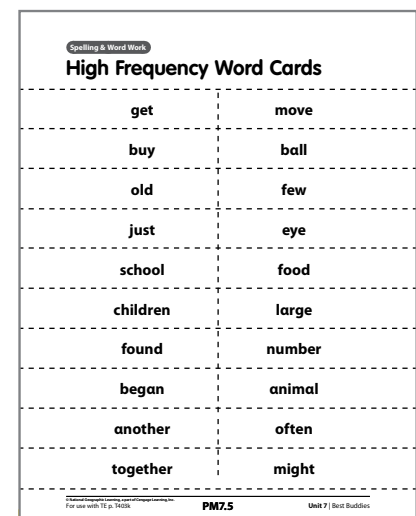 Spelling & Word Work
High Frequency Word Cards
get move
buy ball
old few
just eye
school food
children large
found number
began animal
another often
together might
© National Geographic Learning, a part of Cengage Learning, Inc.
For use with TE p. T403k PM7.5 Unit 7 | Best Buddies